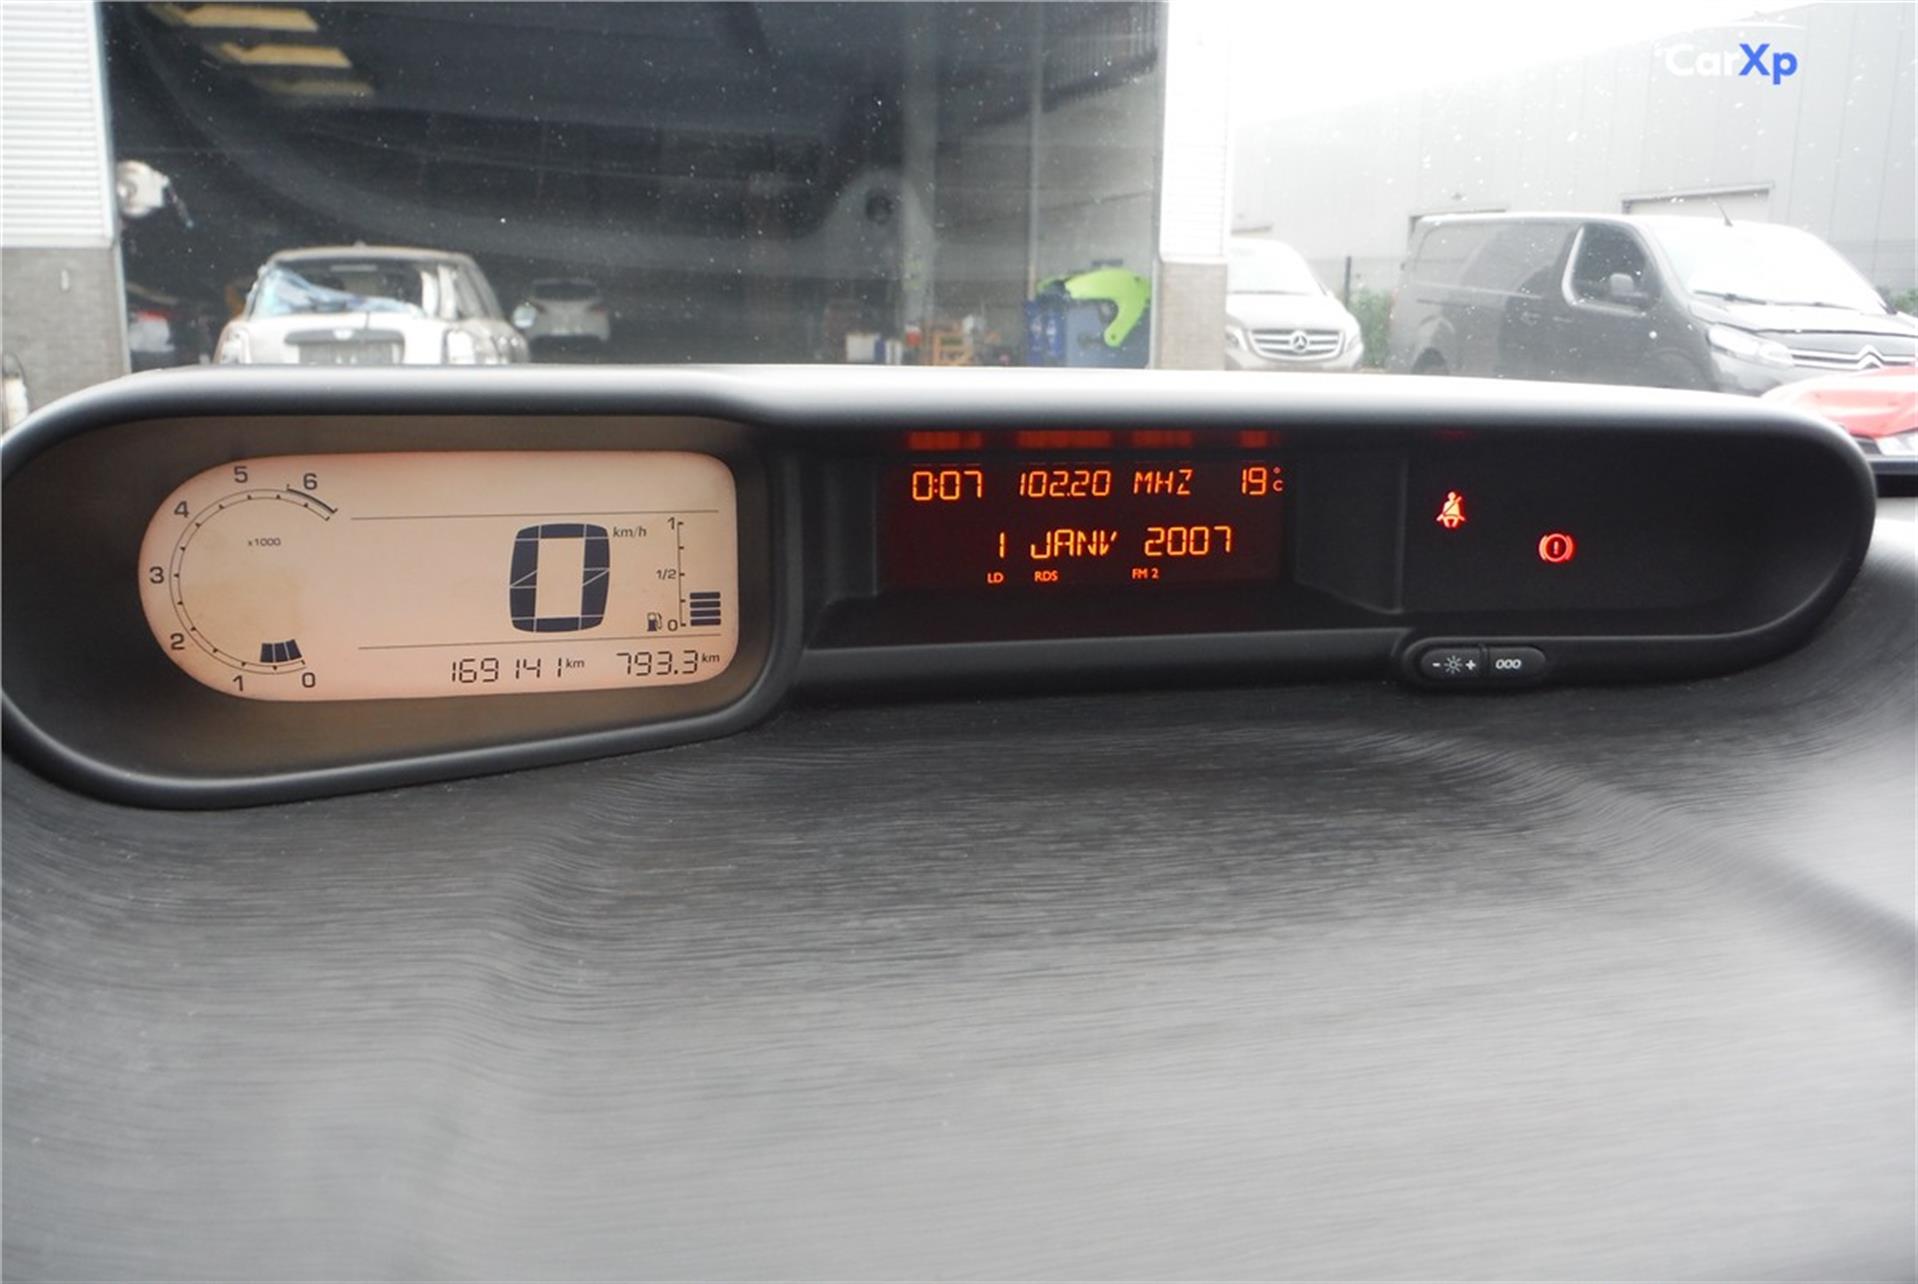 CarXp
0:07 102.20 MHZ 19°C
1 JANV 2007
LD RDS FM 2
6
5
4
3
2
1
0
x1000
0 km/h
1
1/2
0
169141 km 793.3 km
- + 000